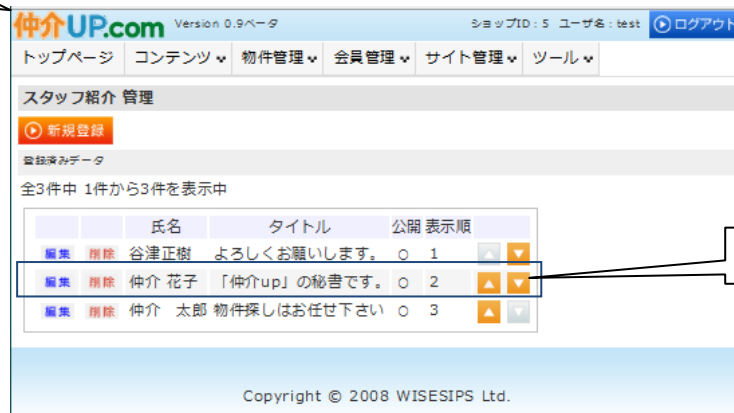 仲介UP.com Version 0.9ベータ ショップID:5 ユーザ名:test ログアウト
トップページ コンテンツ 物件管理 会員管理 サイト管理 ツール
スタッフ紹介 管理
新規登録
登録済みデータ
全3件中 1件から3件を表示中
氏名 タイトル 公開 表示順
編集 削除 谷津正樹 よろしくお願いします。 ○ 1
編集 削除 仲介 花子 「仲介up」の秘書です。 ○ 2
編集 削除 仲介 太郎 物件探しはお任せ下さい ○ 3
Copyright © 2008 WISESIPS Ltd.